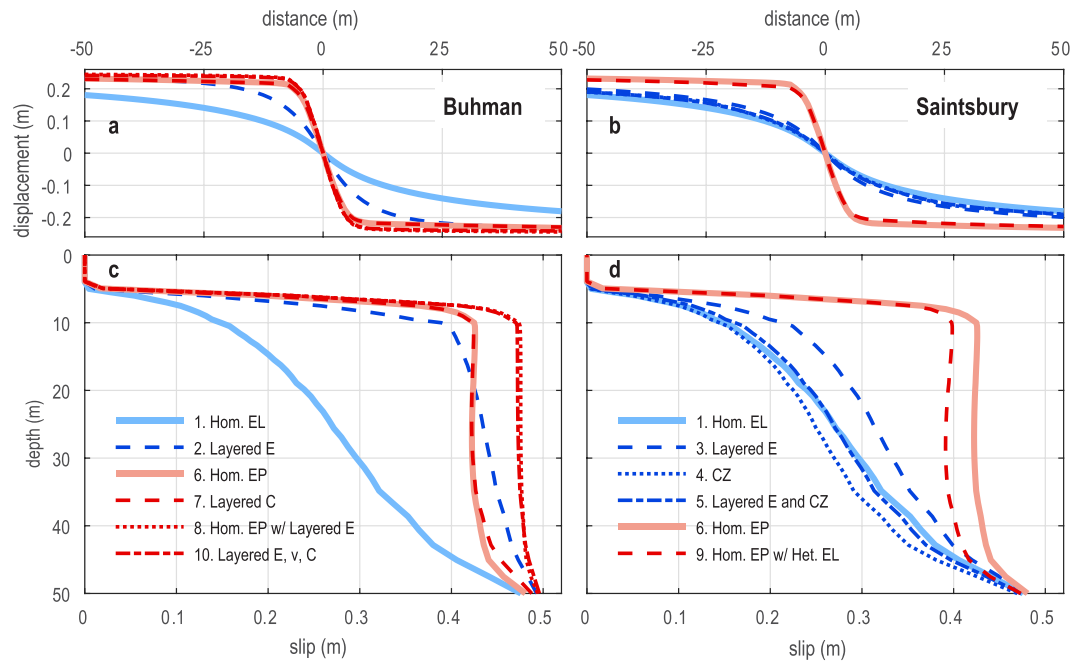 distance (m)
distance (m)
-50 -25 0 25 50
-50 -25 0 25 50
displacement (m)
0.2
0.1
0
-0.1
-0.2
a
Buhman
b
Saintsbury
depth (m)
0
10
20
30
40
50
c
1. Hom. EL
2. Layered E
6. Hom. EP
7. Layered C
8. Hom. EP w/ Layered E
10. Layered E, v, C
d
1. Hom. EL
3. Layered E
4. CZ
5. Layered E and CZ
6. Hom. EP
9. Hom. EP w/ Het. EL
0 0.1 0.2 0.3 0.4 0.5
0 0.1 0.2 0.3 0.4 0.5
slip (m)
slip (m)